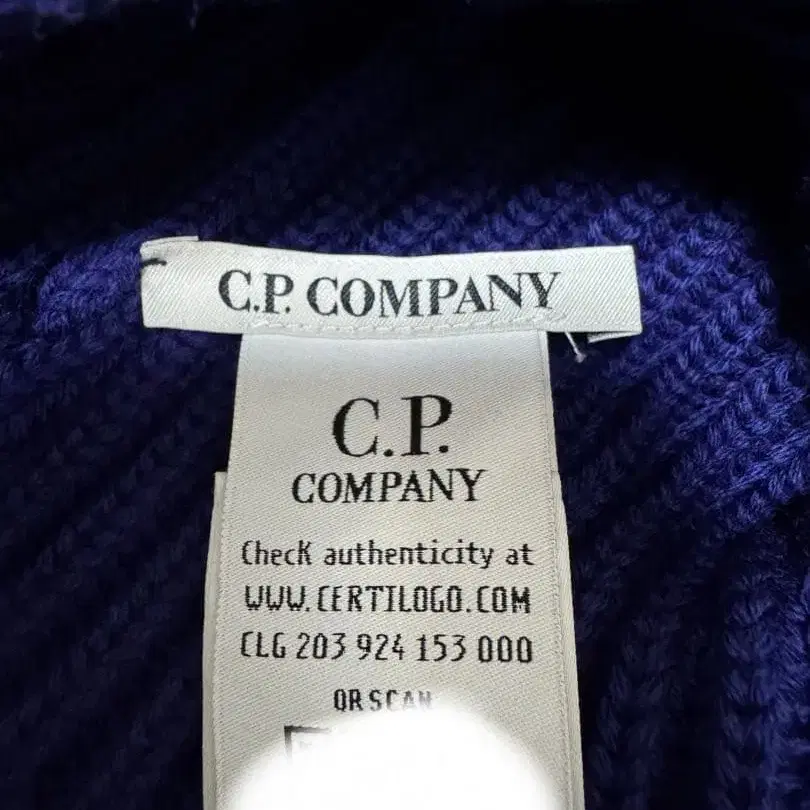 C.P. COMPANY
C.P.
COMPANY
Check authenticity at
WWW.CERTILOGO.COM
CLG 203 924 153 000
OR SCAN